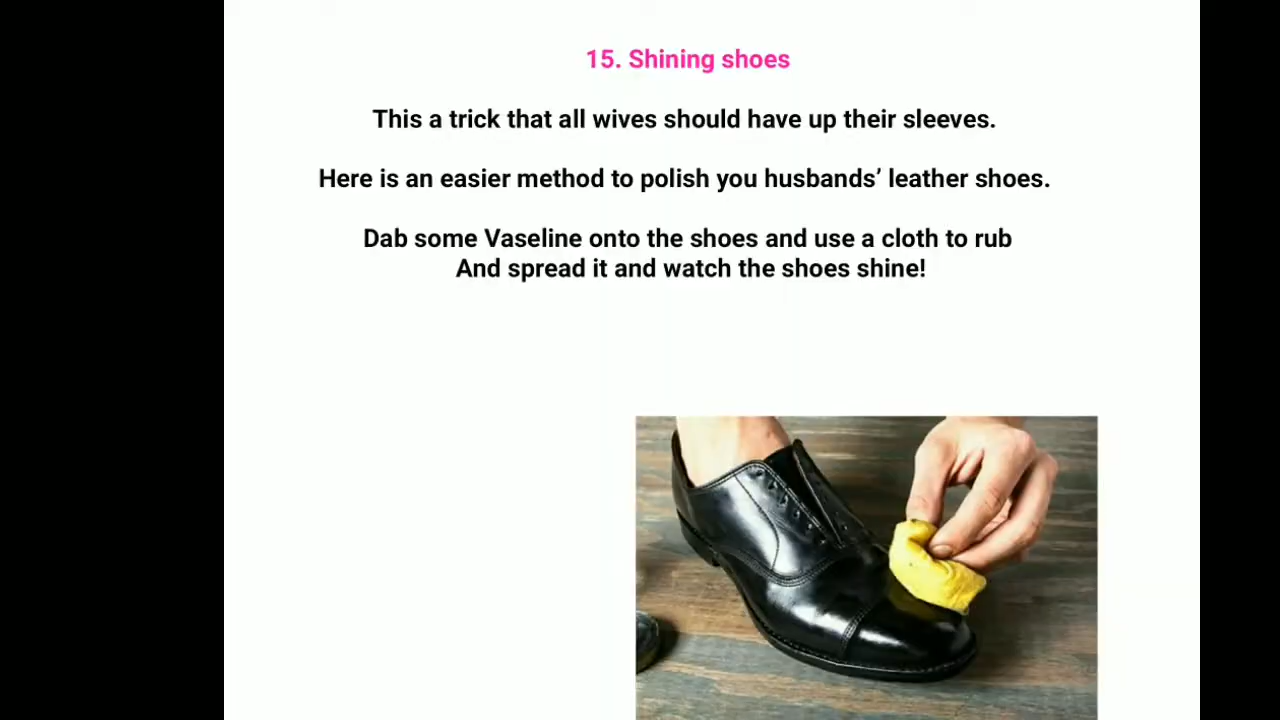 15. Shining shoes
This a trick that all wives should have up their sleeves.
Here is an easier method to polish you husbands’ leather shoes.
Dab some Vaseline onto the shoes and use a cloth to rub
And spread it and watch the shoes shine!